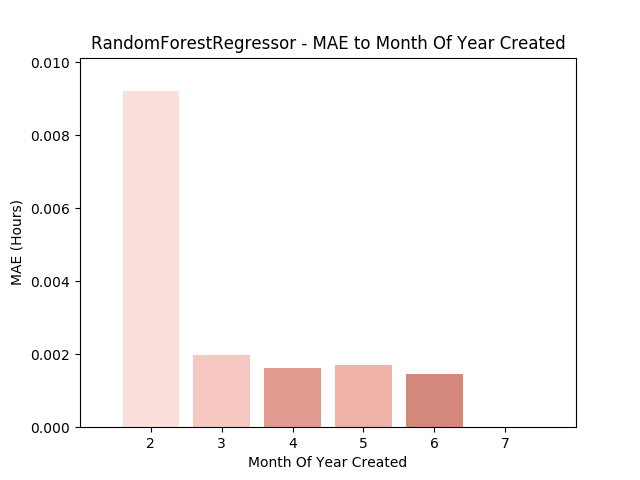 RandomForestRegressor - MAE to Month Of Year Created
0.010
0.008
0.006
0.004
0.002
0.000
MAE (Hours)
2 3 4 5 6 7
Month Of Year Created